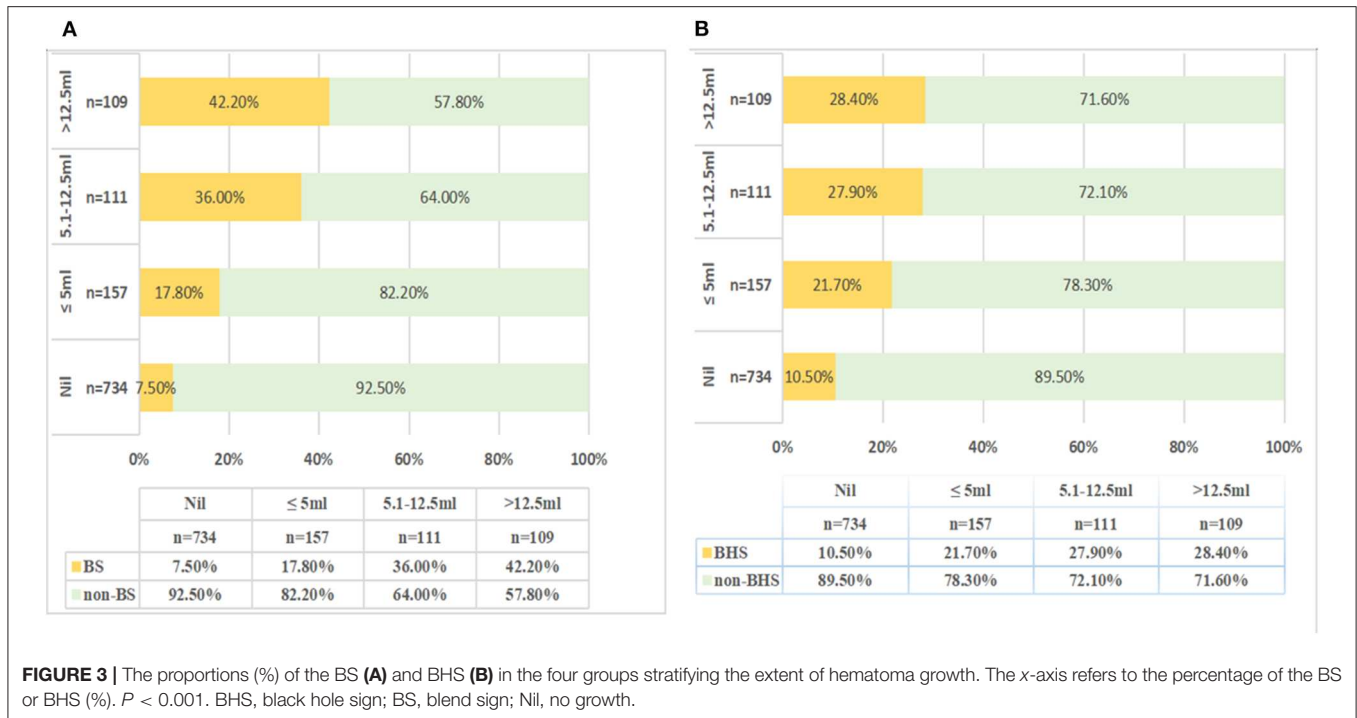 A
>12.5ml n=109 42.20% 57.80%
5.1-12.5ml n=111 36.00% 64.00%
≤ 5ml n=157 17.80% 82.20%
Nil n=734 7.50% 92.50%
0% 20% 40% 60% 80% 100%
Nil ≤ 5ml 5.1-12.5ml >12.5ml
n=734 n=157 n=111 n=109
BS 7.50% 17.80% 36.00% 42.20%
non-BS 92.50% 82.20% 64.00% 57.80%
B
>12.5ml n=109 28.40% 71.60%
5.1-12.5ml n=111 27.90% 72.10%
≤ 5ml n=157 21.70% 78.30%
Nil n=734 10.50% 89.50%
0% 20% 40% 60% 80% 100%
Nil ≤ 5ml 5.1-12.5ml >12.5ml
n=734 n=157 n=111 n=109
BHS 10.50% 21.70% 27.90% 28.40%
non-BHS 89.50% 78.30% 72.10% 71.60%
FIGURE 3 | The proportions (%) of the BS (A) and BHS (B) in the four groups stratifying the extent of hematoma growth. The x-axis refers to the percentage of the BS
or BHS (%). P < 0.001. BHS, black hole sign; BS, blend sign; Nil, no growth.